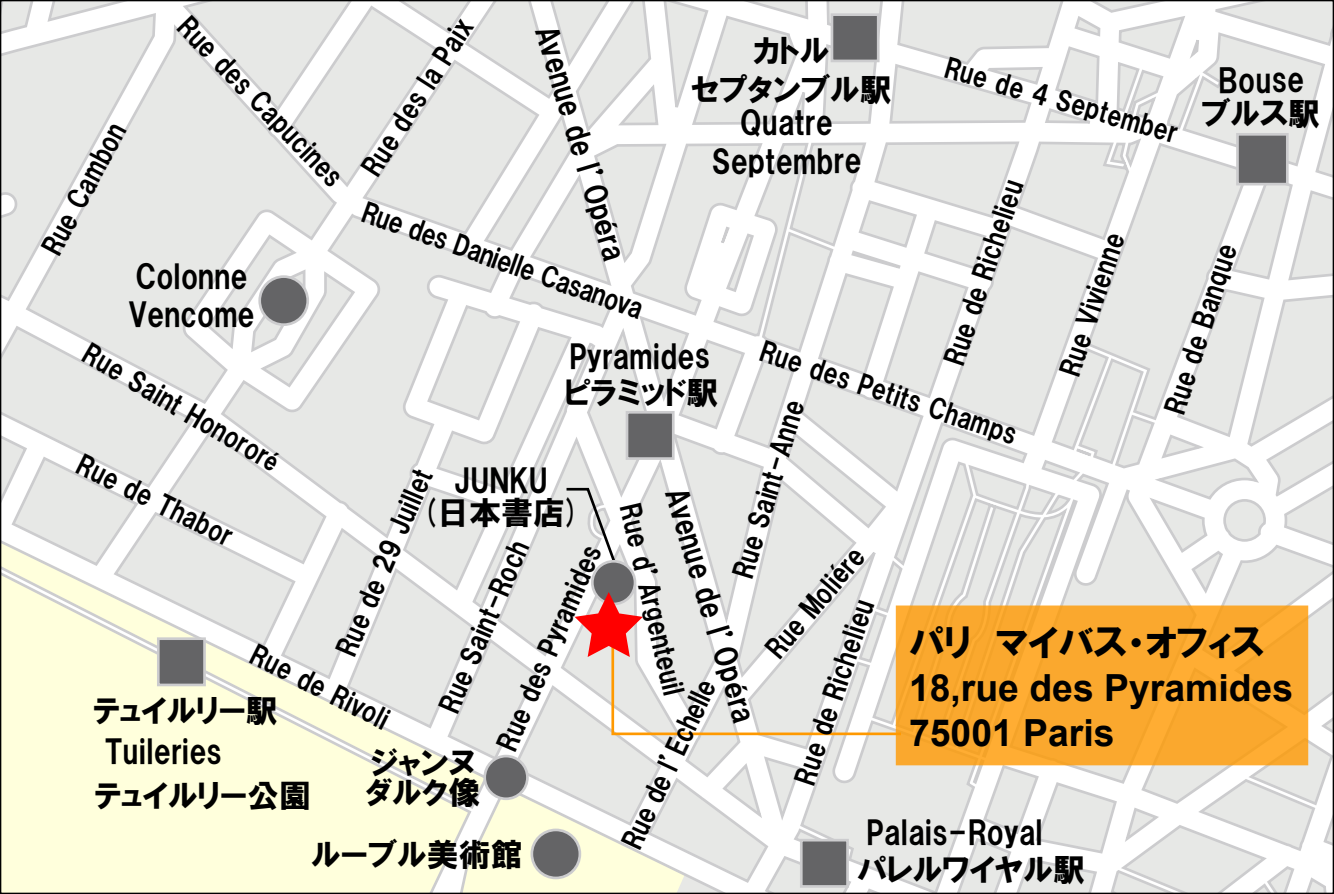 カトル
セプタンブル駅
Quatre
Septembre
Bouse
ブルス駅
Rue de 4 September
Rue des Capucines
Rue des la Paix
Avenue de l' Opéra
Rue Cambon
Rue des Danielle Casanova
Rue de Richelieu
Rue Vivienne
Rue de Banque
Colonne
Vencome
Rue Saint Honororé
Pyramides
ピラミッド駅
Rue des Petits Champs
Rue de Thabor
JUNKU
(日本書店)
Rue de 29 Juillet
Rue Saint-Roch
Rue des Pyramides
Rue d' Argenteuil
Avenue de l' Opéra
Rue Saint-Anne
Rue Moliére
Rue de Richelieu
パリ マイバス・オフィス
18,rue des Pyramides
75001 Paris
Rue de Rivoli
テュイルリー駅
Tuileries
テュイルリー公園
ジャンヌ
ダルク像
Rue de l'Echelle
ルーブル美術館
Palais-Royal
パレルワイヤル駅